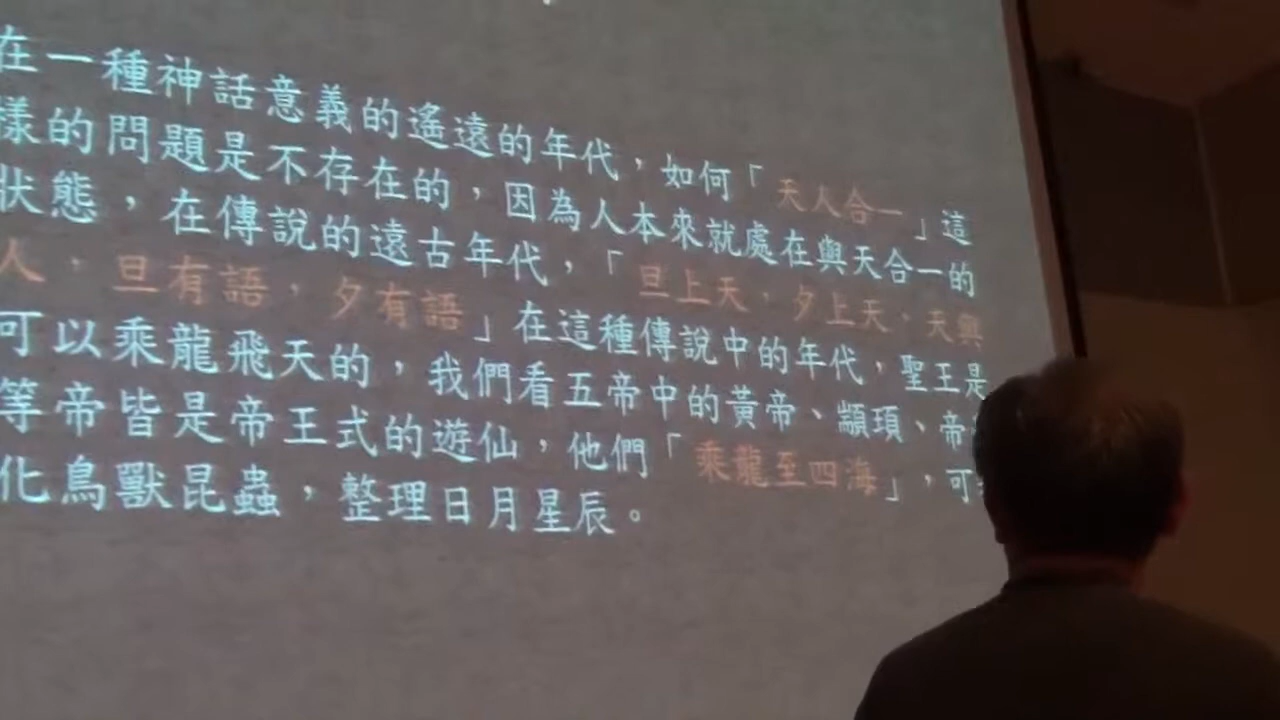 在一種神話意義的遙遠的年代，如何「天人合一」這
樣的問題是不存在的，因為人本來就處在與天合一的
狀態，在傳說的遠古年代，「旦上天，夕上天，天與
人，旦有語，夕有語」在這種傳說中的年代，聖王是
可以乘龍飛天的，我們看五帝中的黃帝、顓頊、帝
等帝皆是帝王式的遊仙，他們「乘龍至四海」，可
化鳥獸昆蟲，整理日月星辰。